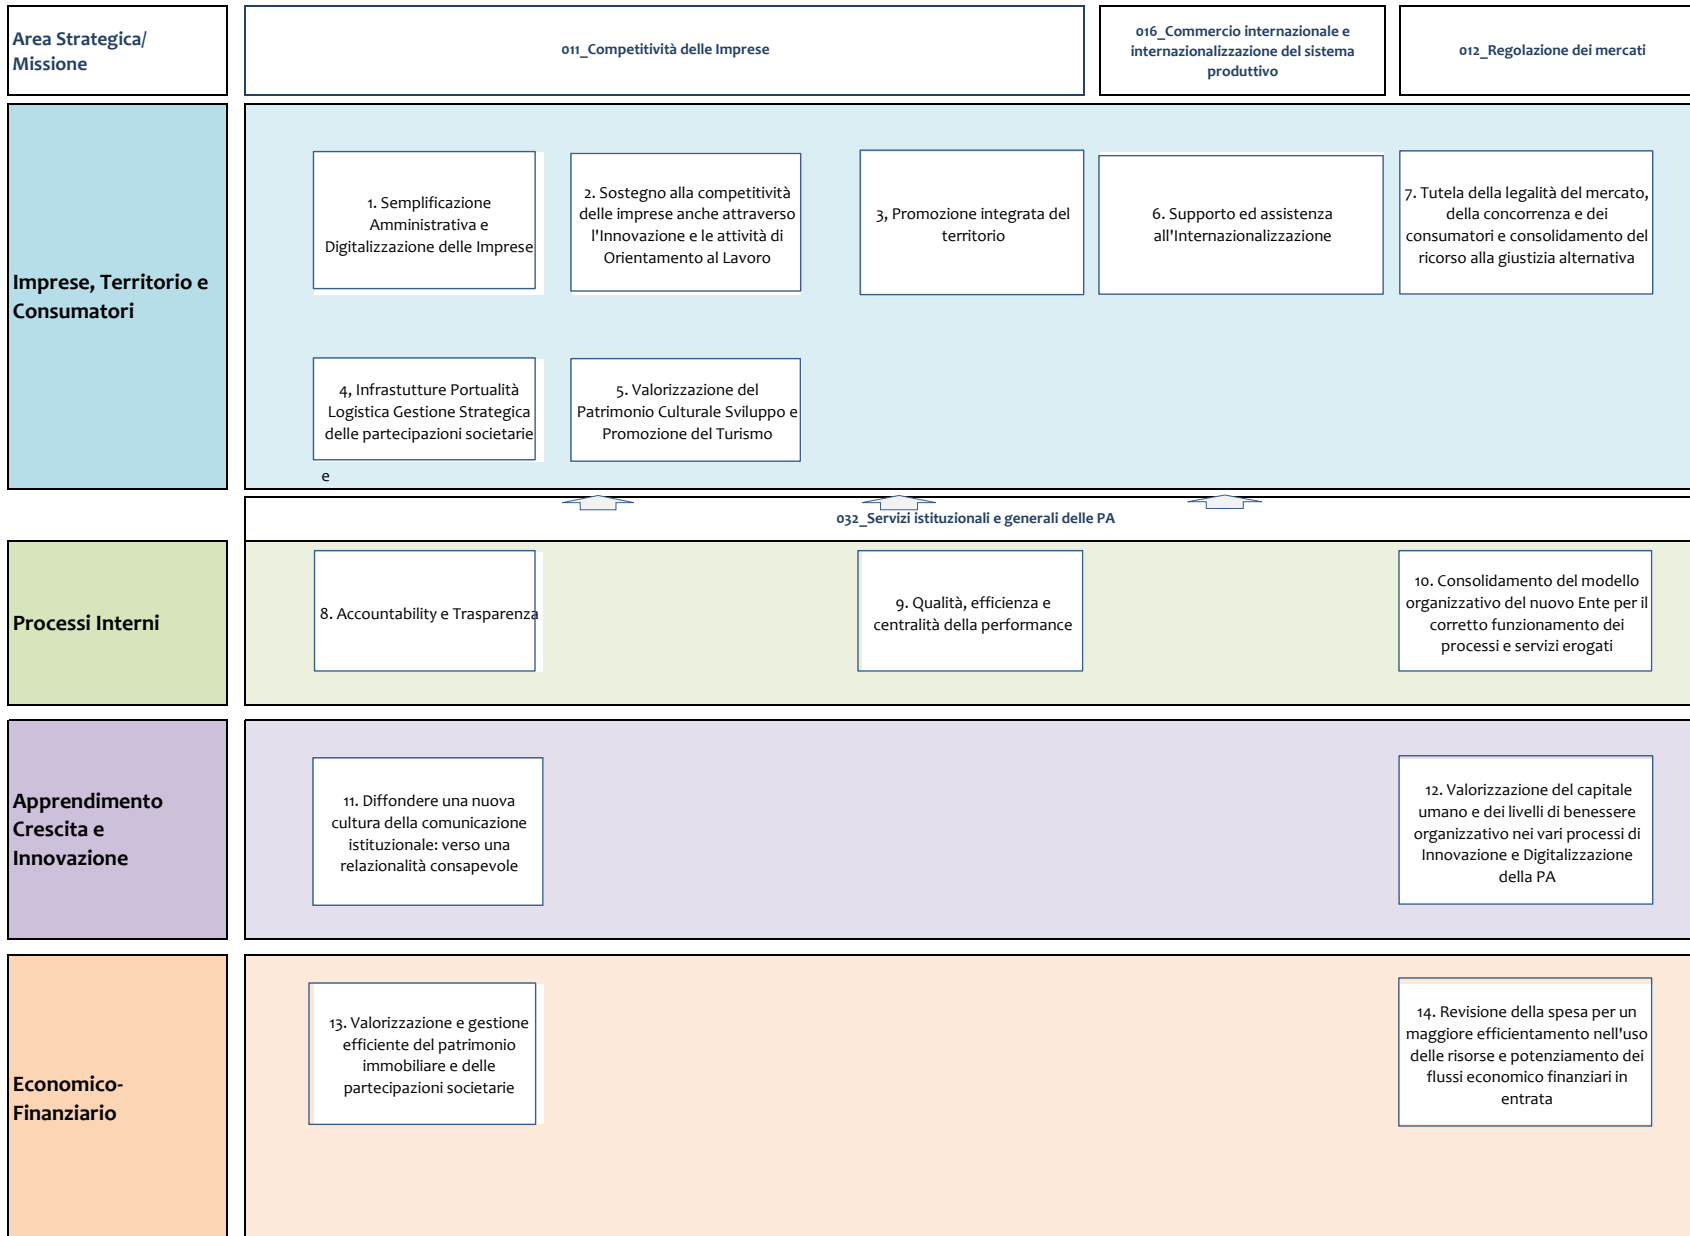 Area Strategica/
Missione
011_Competitività delle Imprese
016_Commercio internazionale e
internazionalizzazione del sistema
produttivo
012_Regolazione dei mercati
Imprese, Territorio e
Consumatori
1. Semplificazione
Amministrativa e
Digitalizzazione delle Imprese
2. Sostegno alla competitività
delle imprese anche attraverso
l'Innovazione e le attività di
Orientamento al Lavoro
3, Promozione integrata del
territorio
6. Supporto ed assistenza
all'Internazionalizzazione
7. Tutela della legalità del mercato,
della concorrenza e dei
consumatori e consolidamento del
ricorso alla giustizia alternativa
4, Infrastutture Portualità
Logistica Gestione Strategica
delle partecipazioni societarie
e
5. Valorizzazione del
Patrimonio Culturale Sviluppo e
Promozione del Turismo
032_Servizi istituzionali e generali delle PA
Processi Interni
8. Accountability e Trasparenza
9. Qualità, efficienza e
centralità della performance
10. Consolidamento del modello
organizzativo del nuovo Ente per il
corretto funzionamento dei
processi e servizi erogati
Apprendimento
Crescita e
Innovazione
11. Diffondere una nuova
cultura della comunicazione
istituzionale: verso una
relazionalità consapevole
12. Valorizzazione del capitale
umano e dei livelli di benessere
organizzativo nei vari processi di
Innovazione e Digitalizzazione
della PA
Economico-
Finanziario
13. Valorizzazione e gestione
efficiente del patrimonio
immobiliare e delle
partecipazioni societarie
14. Revisione della spesa per un
maggiore efficientamento nell'uso
delle risorse e potenziamento dei
flussi economico finanziari in
entrata